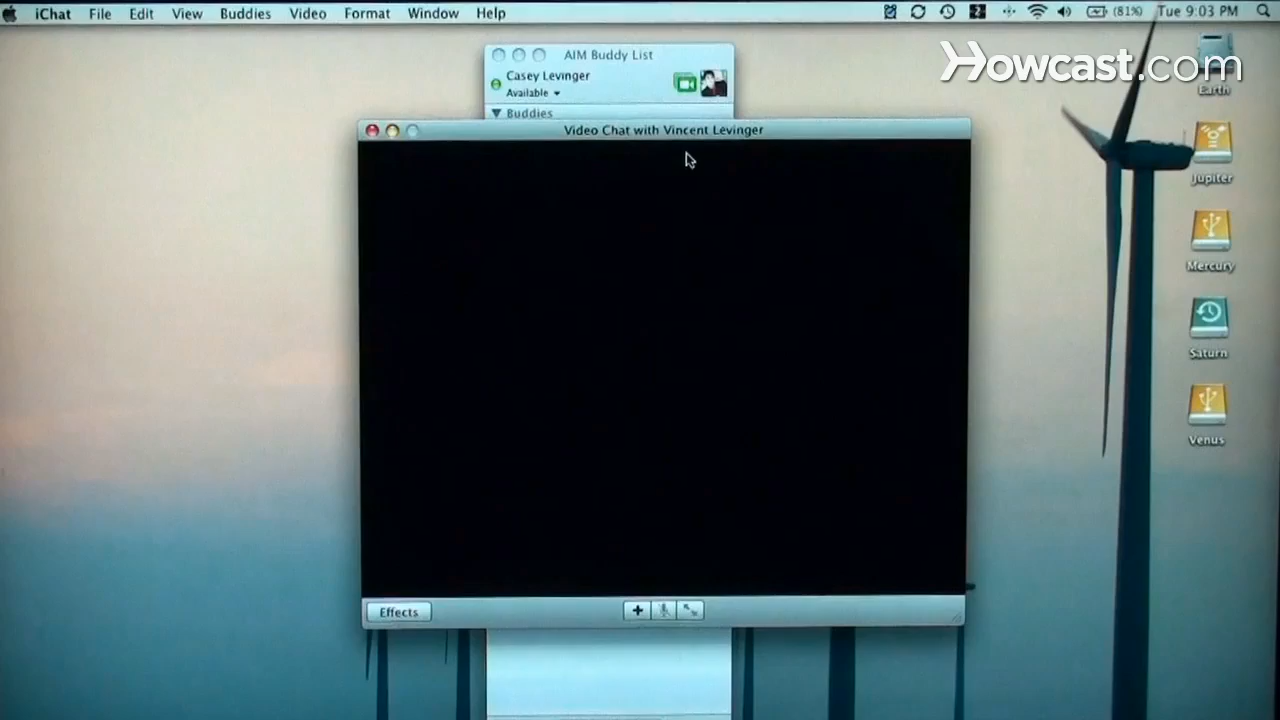 iChat File Edit View Buddies Video Format Window Help (81%) Tue 9:03 PM
Howcast.com
AIM Buddy List
Casey Levinger
Available
Buddies
Video Chat with Vincent Levinger
Earth
Jupiter
Mercury
Saturn
Venus
Effects